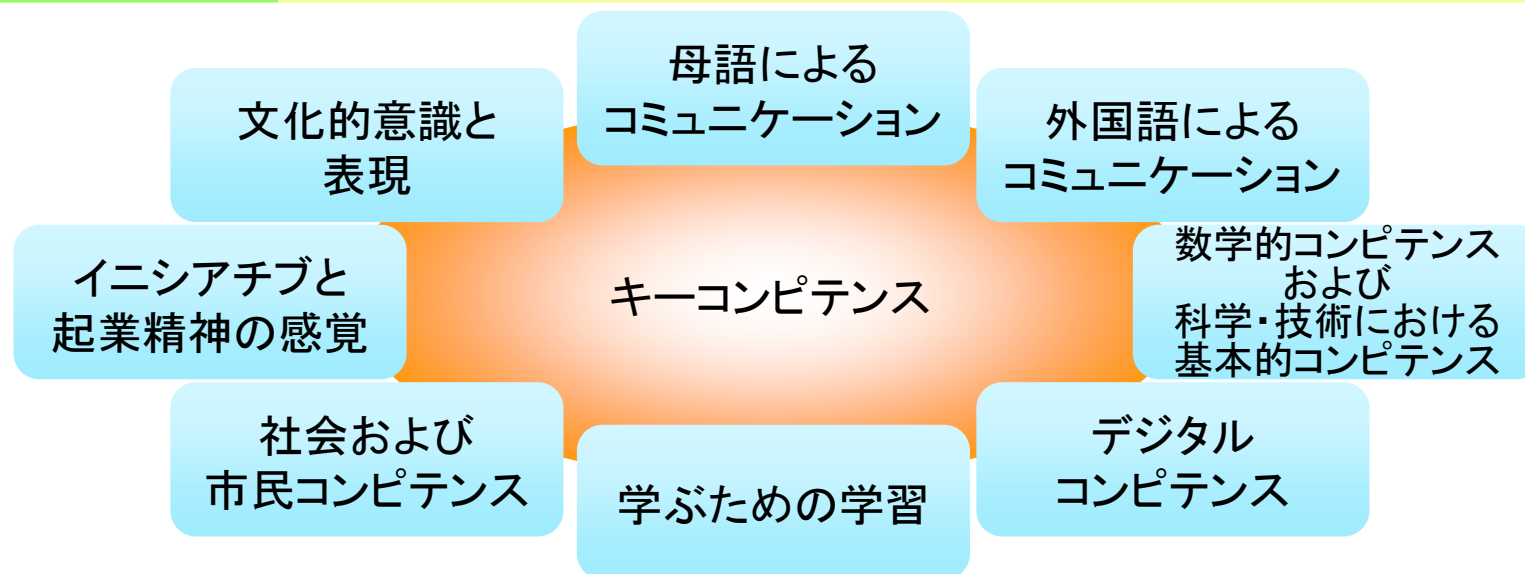 母語による
コミュニケーション
外国語による
コミュニケーション
数学的コンピテンス
および
科学・技術における
基本的コンピテンス
デジタル
コンピテンス
学ぶための学習
社会および
市民コンピテンス
イニシアチブと
起業精神の感覚
文化的意識と
表現
キーコンピテンス